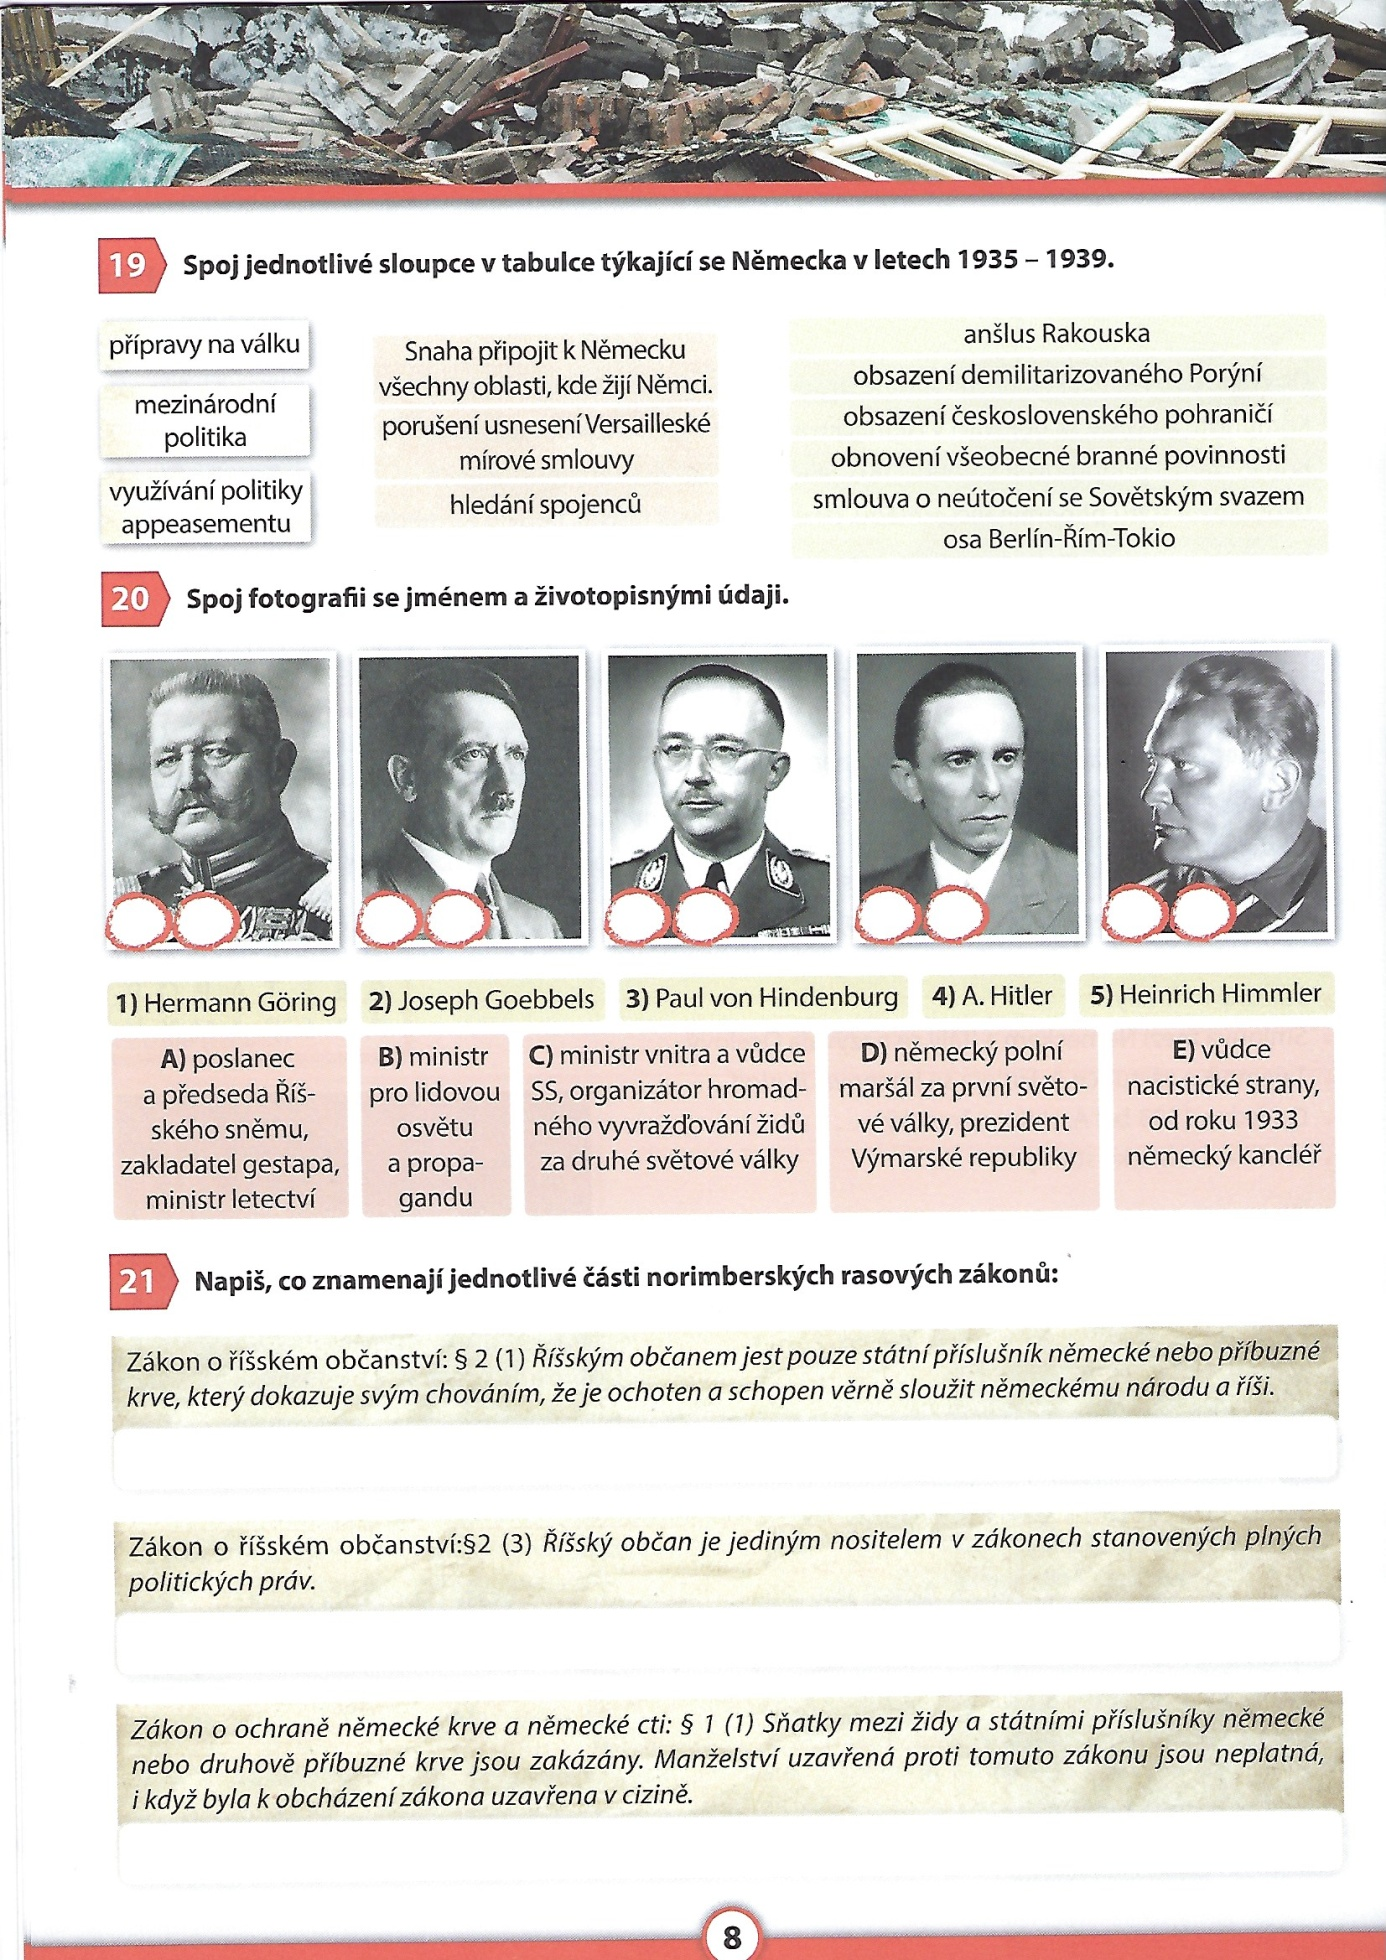 19
Spoj jednotlivé sloupce v tabulce týkající se Německa v letech 1935 – 1939.
přípravy na válku
mezinárodní
politika
využívání politiky
appeasementu
Snaha připojit k Německu
všechny oblasti, kde žijí Němci.
porušení usnesení Versailleské
mírové smlouvy
hledání spojenců
anšlus Rakouska
obsazení demilitarizovaného Porýní
obsazení československého pohraničí
obnovení všeobecné branné povinnosti
smlouva o neútočení se Sovětským svazem
osa Berlín-Řím-Tokio
20
Spoj fotografii se jménem a životopisnými údaji.
1) Hermann Göring
2) Joseph Goebbels
3) Paul von Hindenburg
4) A. Hitler
5) Heinrich Himmler
A) poslanec
a předseda Říš-
ského sněmu,
zakladatel gestapa,
ministr letectví
B) ministr
pro lidovou
osvětu
a propa-
gandu
C) ministr vnitra a vůdce
SS, organizátor hromad-
ného vyvražďování židů
za druhé světové války
D) německý polní
maršál za první světo-
vé války, prezident
Výmarské republiky
E) vůdce
nacistické strany,
od roku 1933
německý kancléř
21
Napiš, co znamenají jednotlivé části norimberských rasových zákonů:
Zákon o říšském občanství: § 2 (1) Říšským občanem jest pouze státní příslušník německé nebo příbuzné
krve, který dokazuje svým chováním, že je ochoten a schopen věrně sloužit německému národu a říši.
Zákon o říšském občanství:§2 (3) Říšský občan je jediným nositelem v zákonech stanovených plných
politických práv.
Zákon o ochraně německé krve a německé cti: § 1 (1) Sňatky mezi židy a státními příslušníky německé
nebo druhově příbuzné krve jsou zakázány. Manželství uzavřená proti tomuto zákonu jsou neplatná,
i když byla k obcházení zákona uzavřena v cizině.
8